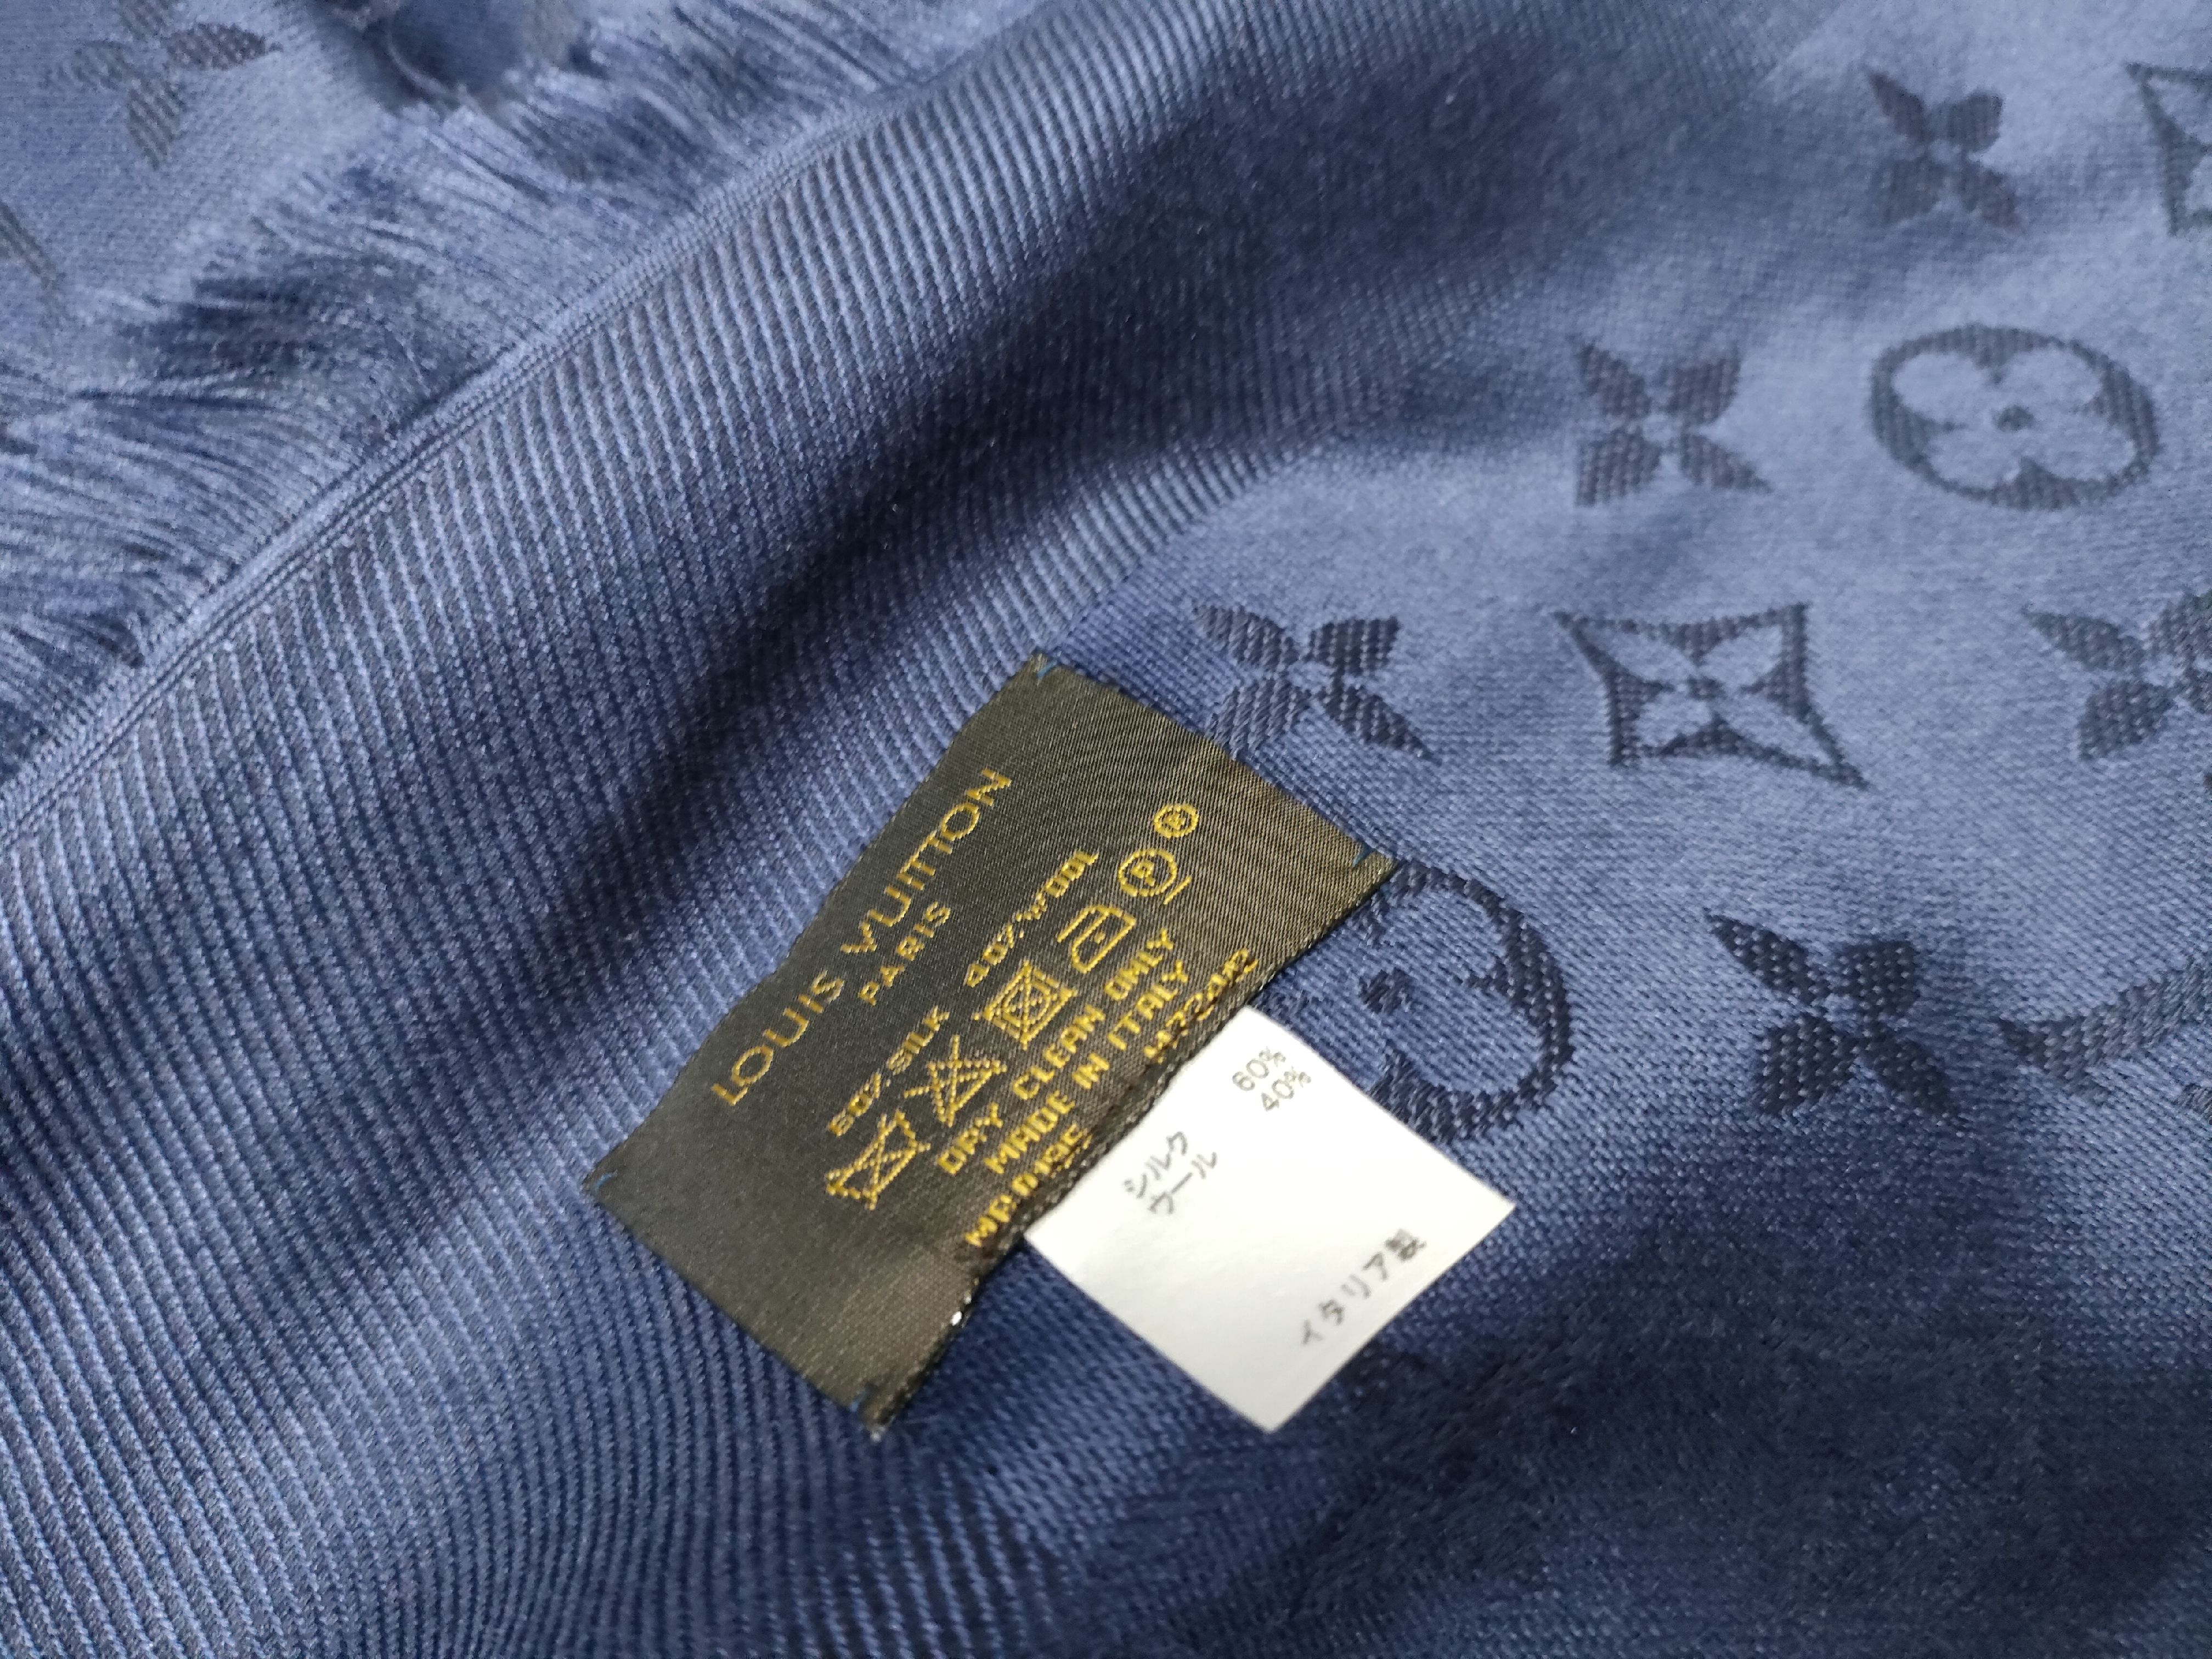 LOUIS VUITTON
PARIS
®
60% SILK 40% WOOL
P
DRY CLEAN ONLY
MADE IN ITALY
シルク 60%
ウール 40%
イタリア製